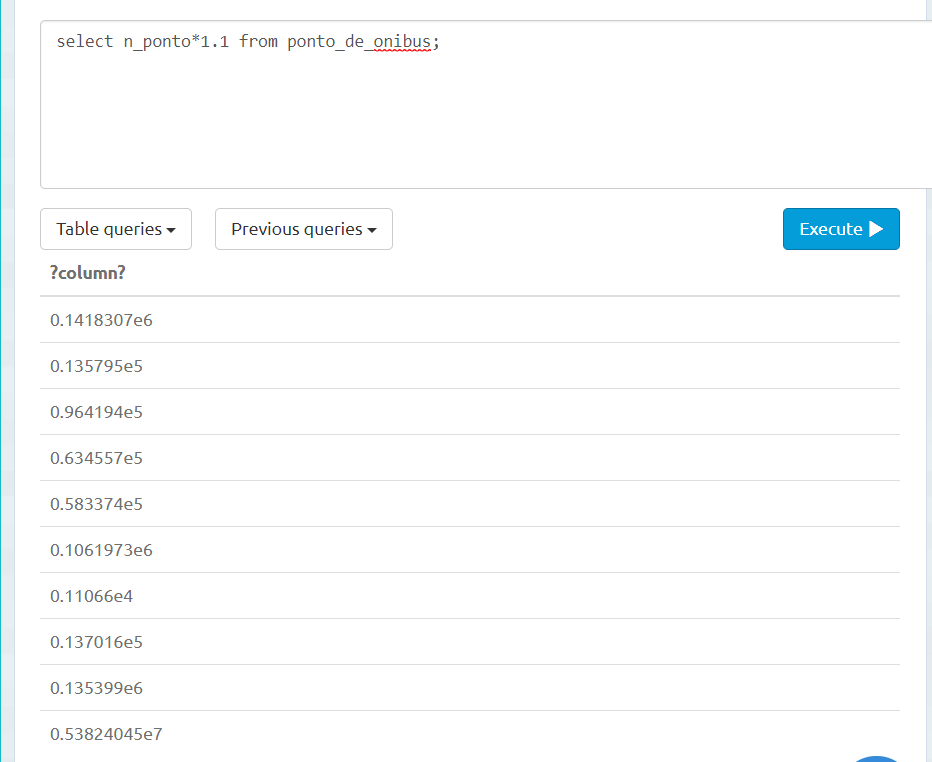 select n_ponto*1.1 from ponto_de_onibus;
Table queries
Previous queries
Execute
?column?
0.1418307e6
0.135795e5
0.964194e5
0.634557e5
0.583374e5
0.1061973e6
0.11066e4
0.137016e5
0.135399e6
0.53824045e7